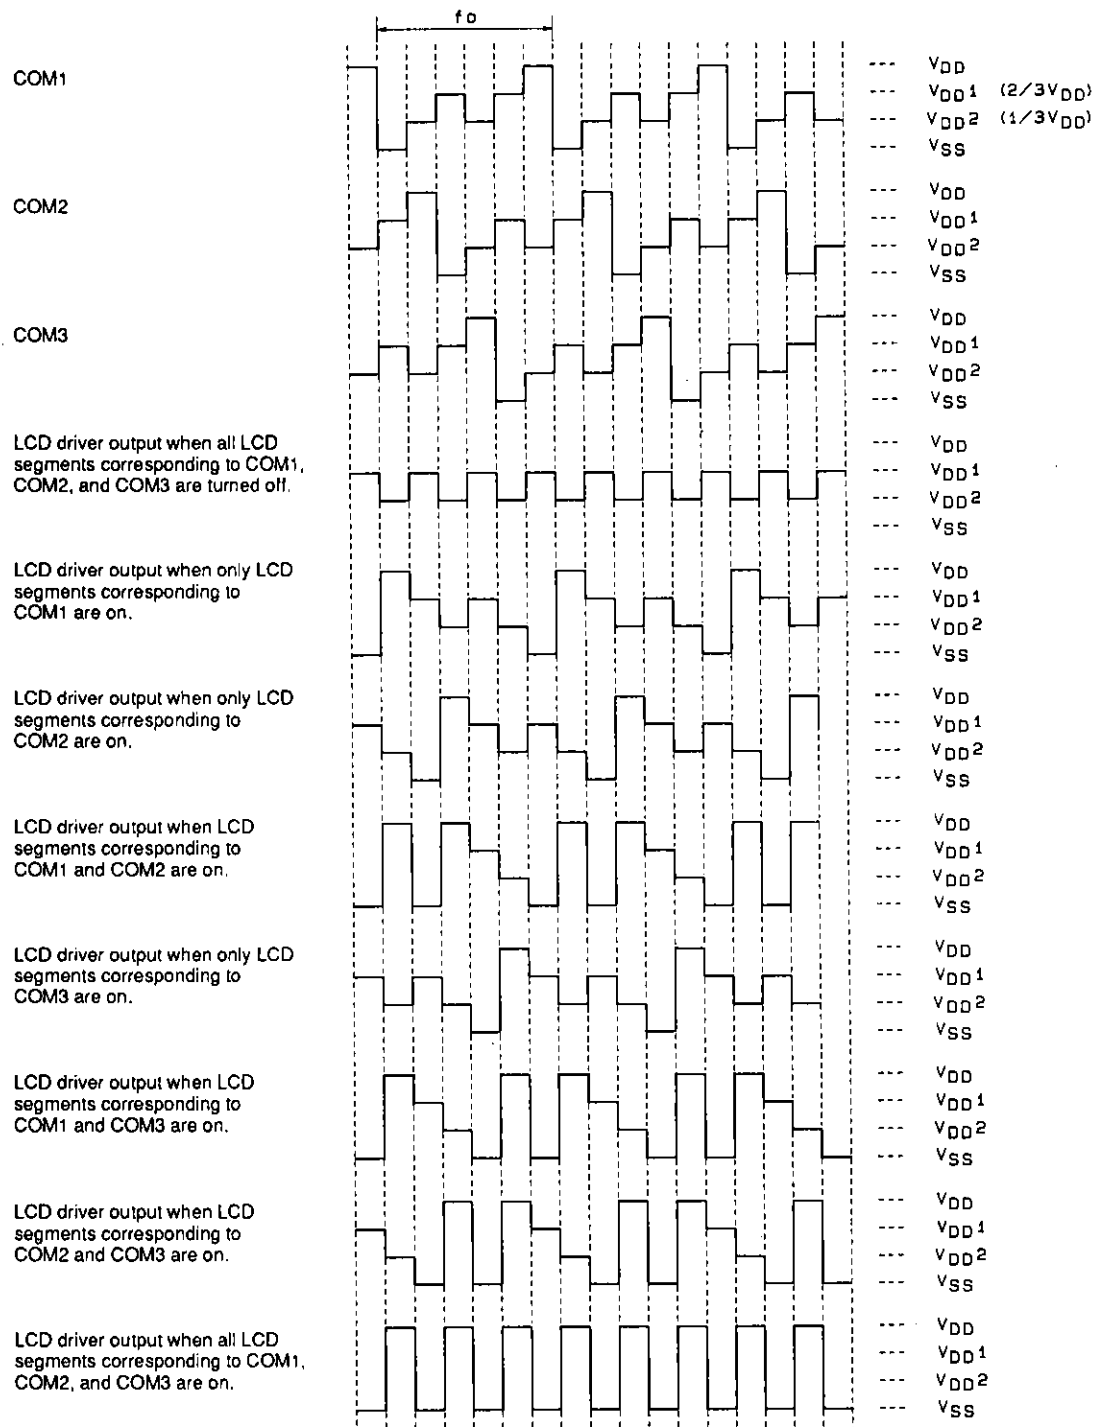 fD
COM1
--- VDD
--- VDD1 (2/3VDD)
--- VDD2 (1/3VDD)
--- VSS
COM2
--- VDD
--- VDD1
--- VDD2
--- VSS
COM3
--- VDD
--- VDD1
--- VDD2
--- VSS
LCD driver output when all LCD
segments corresponding to COM1,
COM2, and COM3 are turned off.
--- VDD
--- VDD1
--- VDD2
--- VSS
LCD driver output when only LCD
segments corresponding to
COM1 are on.
--- VDD
--- VDD1
--- VDD2
--- VSS
LCD driver output when only LCD
segments corresponding to
COM2 are on.
--- VDD
--- VDD1
--- VDD2
--- VSS
LCD driver output when LCD
segments corresponding to
COM1 and COM2 are on.
--- VDD
--- VDD1
--- VDD2
--- VSS
LCD driver output when only LCD
segments corresponding to
COM3 are on.
--- VDD
--- VDD1
--- VDD2
--- VSS
LCD driver output when LCD
segments corresponding to
COM1 and COM3 are on.
--- VDD
--- VDD1
--- VDD2
--- VSS
LCD driver output when LCD
segments corresponding to
COM2 and COM3 are on.
--- VDD
--- VDD1
--- VDD2
--- VSS
LCD driver output when all LCD
segments corresponding to COM1,
COM2, and COM3 are on.
--- VDD
--- VDD1
--- VDD2
--- VSS